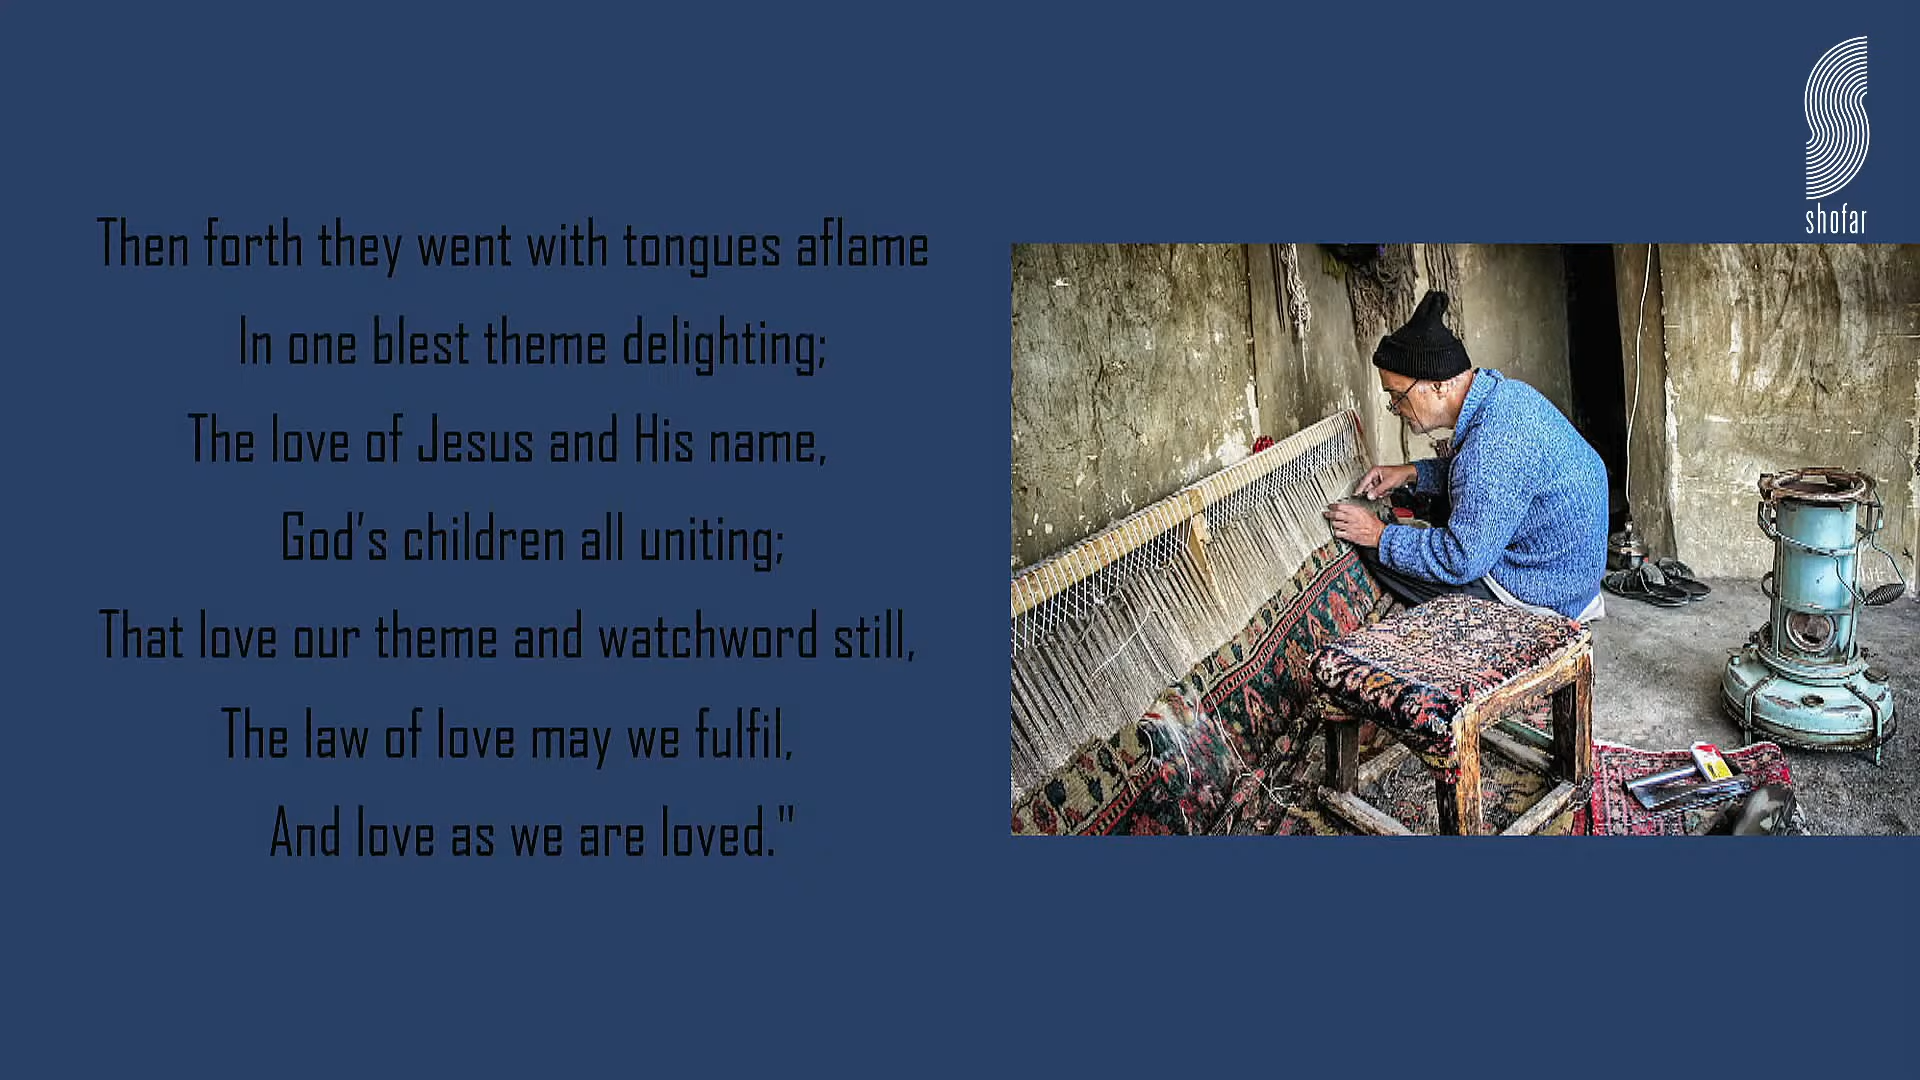 shofar
Then forth they went with tongues aflame
In one blest theme delighting;
The love of Jesus and His name,
God's children all uniting;
That love our theme and watchword still,
The law of love may we fulfil,
And love as we are loved."